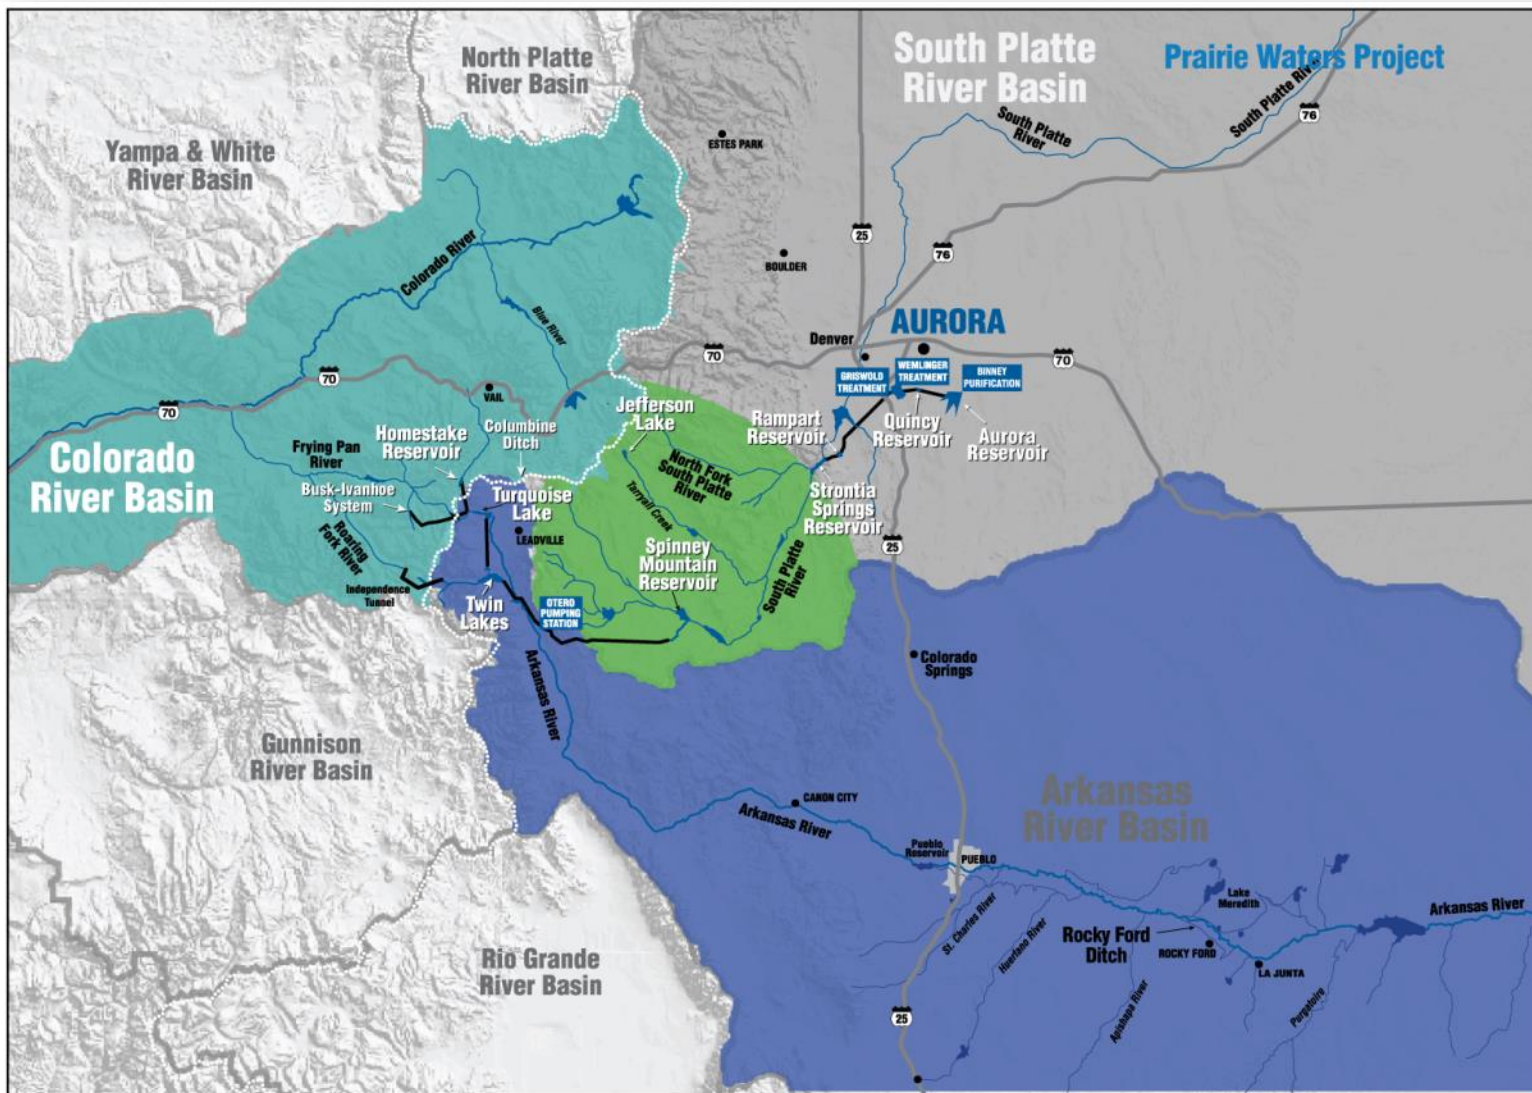 North Platte
River Basin
South Platte
River Basin
Prairie Waters Project
South Platte River
76
South Platte
River
ESTES PARK
Yampa & White
River Basin
25
76
Colorado River
BOULDER
Blue River
AURORA
Denver
70
70
WEMLINGER
TREATMENT
GRISWOLD
TREATMENT
BINNEY
PURIFICATION
70
70
VAIL
Jefferson
Lake
Rampart
Reservoir
Quincy
Reservoir
Aurora
Reservoir
Columbine
Ditch
Homestake
Reservoir
Frying Pan
River
Colorado
River Basin
Busk-Ivanhoe
System
North Fork
South Platte
River
Turquoise
Lake
Tarryall Creek
Strontia
Springs
Reservoir
LEADVILLE
Roaring
Fork River
25
Spinney
Mountain
Reservoir
South Platte
River
Independence
Tunnel
Twin
Lakes
OTERO
PUMPING
STATION
Colorado
Springs
Arkansas River
Gunnison
River Basin
Arkansas
River Basin
CANON CITY
Arkansas River
Pueblo
Reservoir
PUEBLO
Lake
Meredith
Arkansas River
St. Charles River
Huerfano River
Rocky Ford
Ditch
ROCKY FORD
LA JUNTA
Rio Grande
River Basin
25
Apishapa River
Purgatoire